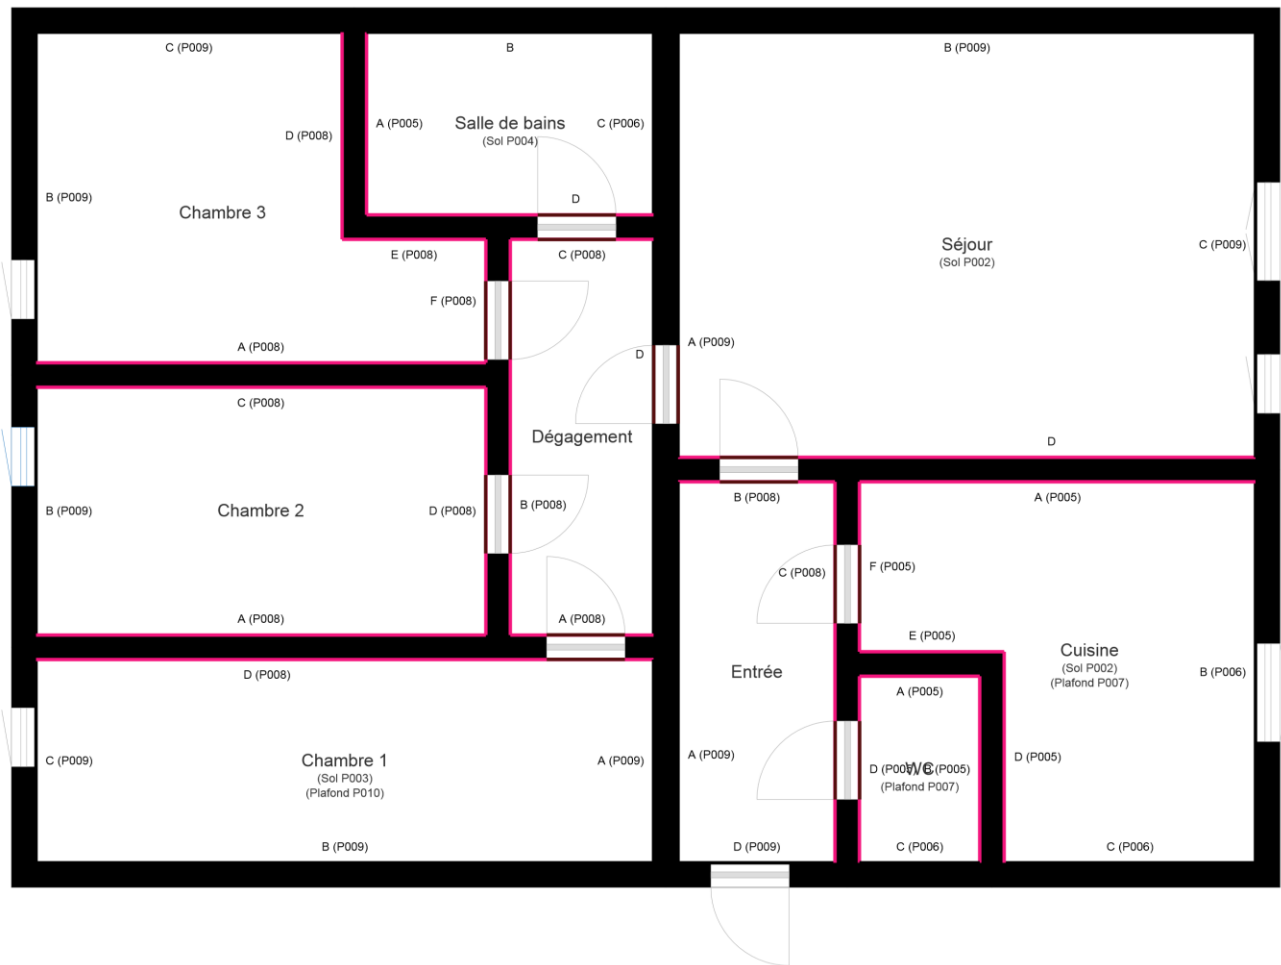 C (P009)
B
B (P009)
A (P005)
Salle de bains
(Sol P004)
C (P006)
D (P008)
B (P009)
Chambre 3
D
Séjour
(Sol P002)
C (P009)
E (P008)
C (P008)
F (P008)
A (P008)
D
A (P009)
C (P008)
Dégagement
D
B (P009)
Chambre 2
D (P008)
B (P008)
B (P008)
A (P005)
C (P008)
F (P005)
A (P008)
A (P008)
E (P005)
Cuisine
(Sol P002)
(Plafond P007)
B (P006)
D (P008)
Entrée
A (P005)
C (P009)
Chambre 1
(Sol P003)
(Plafond P010)
A (P009)
A (P009)
D (P005)
B (P005)
WC
(Plafond P007)
D (P005)
B (P009)
D (P009)
C (P006)
C (P006)